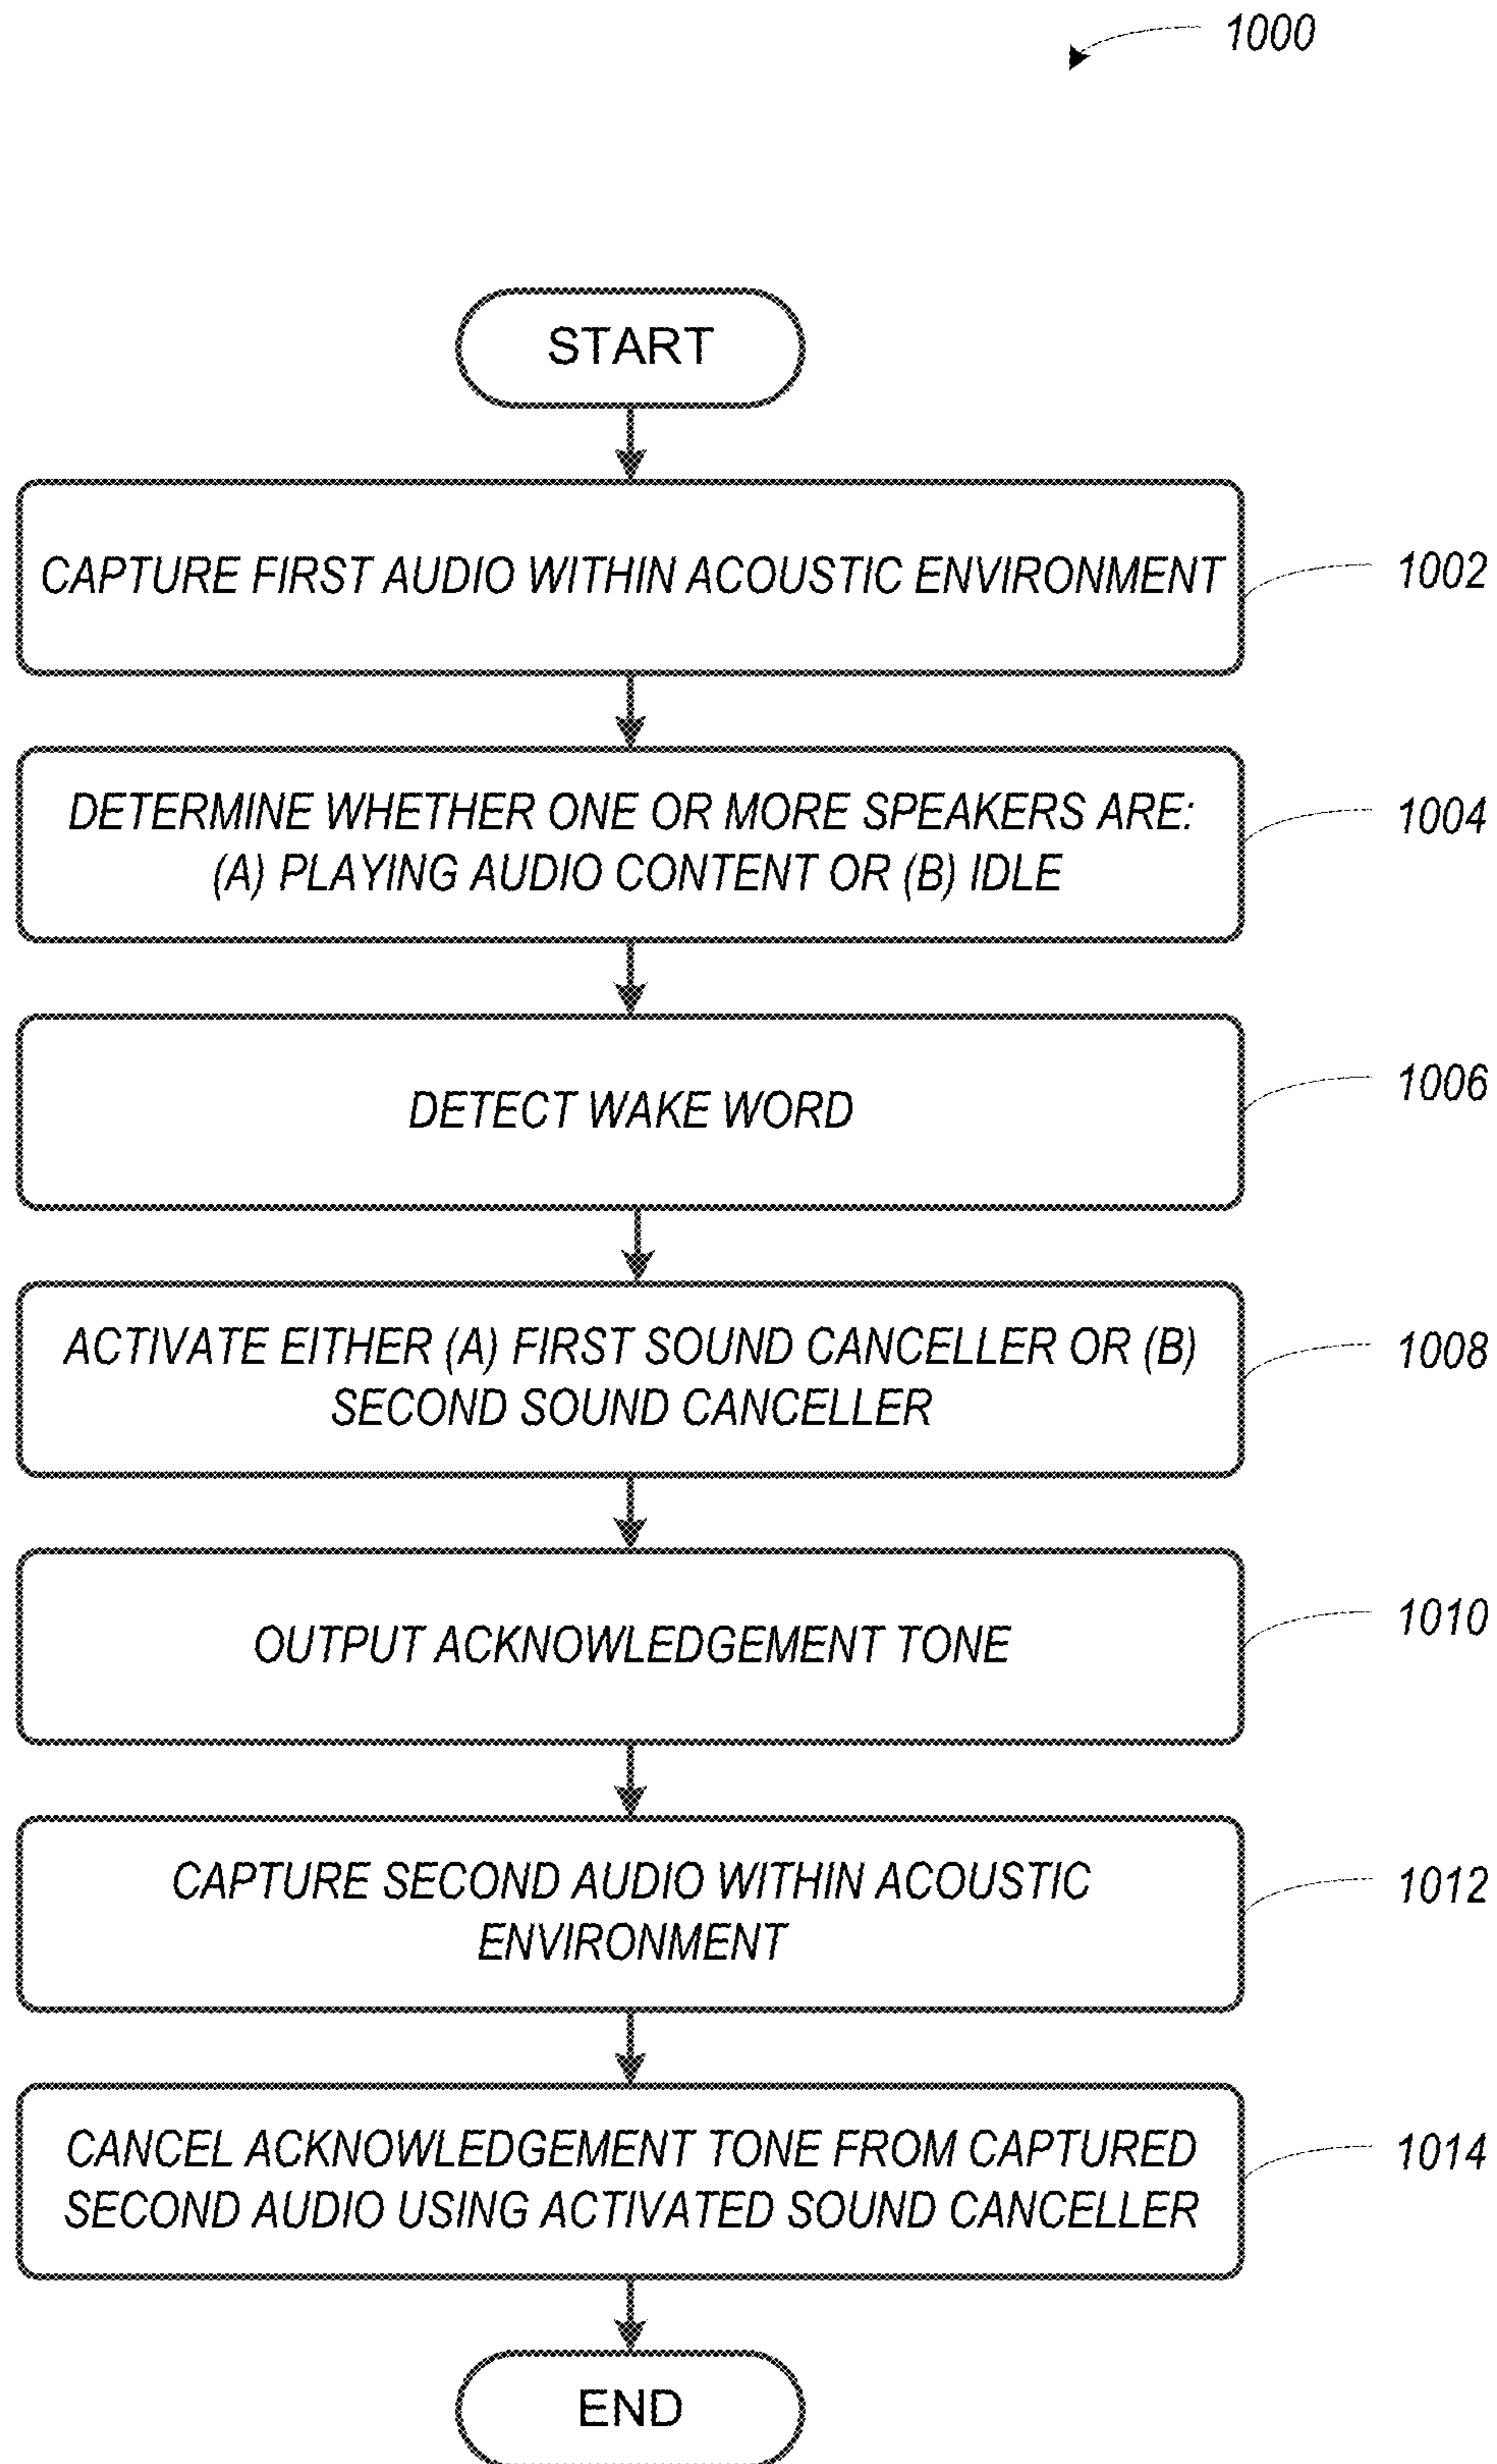 1000
START
CAPTURE FIRST AUDIO WITHIN ACOUSTIC ENVIRONMENT
1002
DETERMINE WHETHER ONE OR MORE SPEAKERS ARE:
(A) PLAYING AUDIO CONTENT OR (B) IDLE
1004
DETECT WAKE WORD
1006
ACTIVATE EITHER (A) FIRST SOUND CANCELLER OR (B)
SECOND SOUND CANCELLER
1008
OUTPUT ACKNOWLEDGEMENT TONE
1010
CAPTURE SECOND AUDIO WITHIN ACOUSTIC
ENVIRONMENT
1012
CANCEL ACKNOWLEDGEMENT TONE FROM CAPTURED
SECOND AUDIO USING ACTIVATED SOUND CANCELLER
1014
END